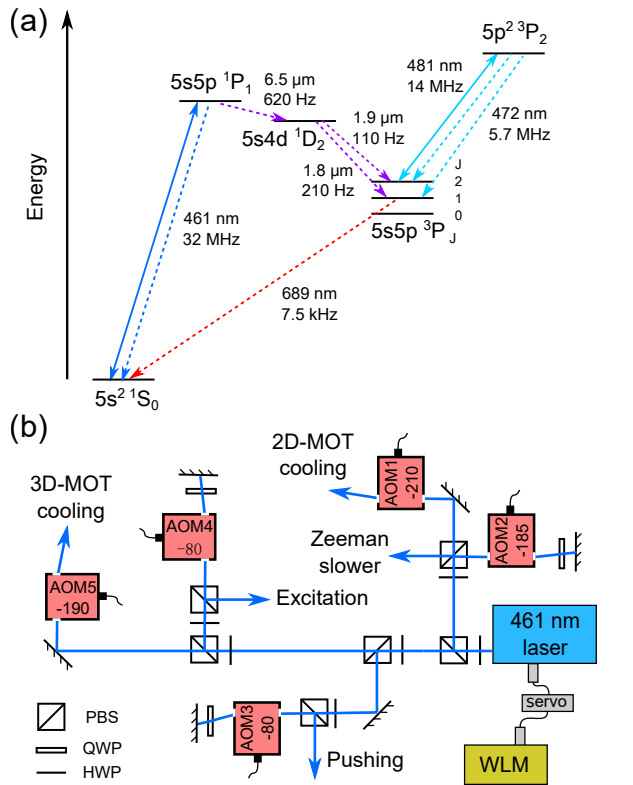 (a)
Energy
5s5p ¹P₁
6.5 µm
620 Hz
5s4d ¹D₂
1.9 µm
110 Hz
1.8 µm
210 Hz
5p² ³P₂
481 nm
14 MHz
472 nm
5.7 MHz
J
2
1
0
5s5p ³P J
461 nm
32 MHz
689 nm
7.5 kHz
5s² ¹S₀
(b)
2D-MOT
cooling
AOM1
-210
3D-MOT
cooling
AOM4
-80
AOM2
-185
Zeeman
slower
AOM5
-190
Excitation
461 nm
laser
servo
WLM
AOM3
-80
Pushing
PBS
QWP
HWP